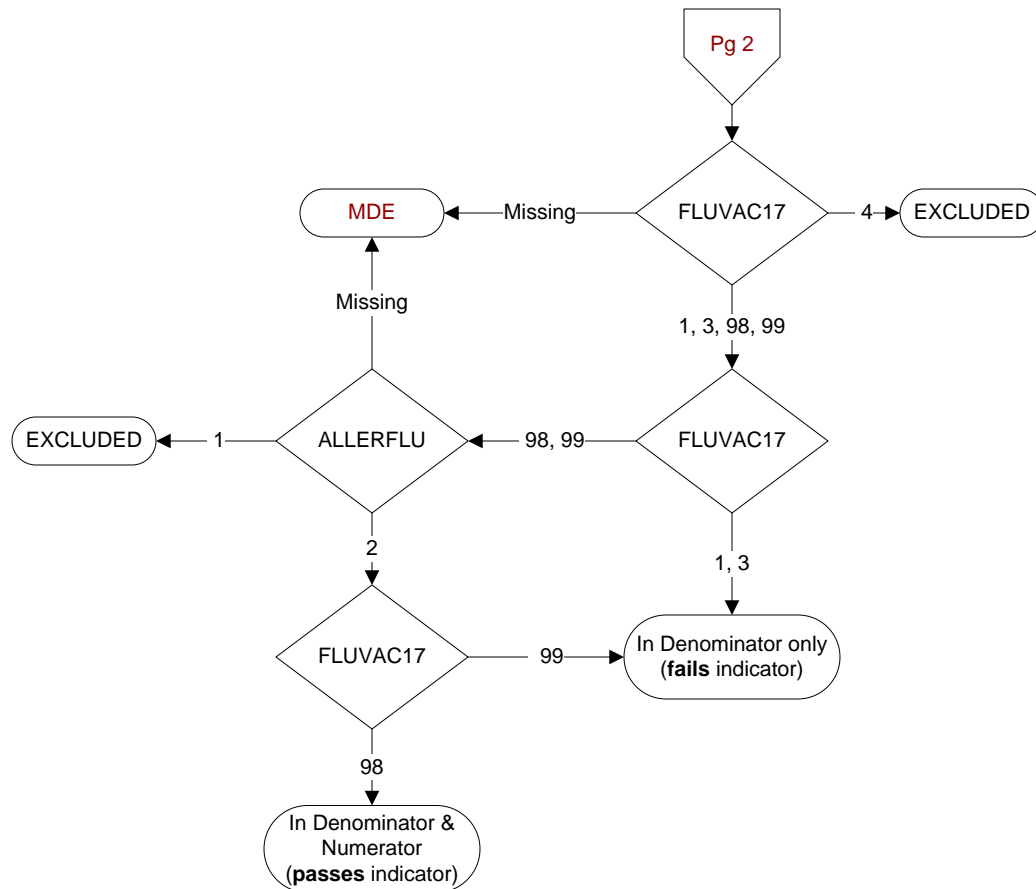 Pg 2
MDE
Missing
FLUVAC17
4
EXCLUDED
Missing
1, 3, 98, 99
EXCLUDED
1
ALLERFLU
98, 99
FLUVAC17
2
1, 3
FLUVAC17
99
In Denominator only
(fails indicator)
98
In Denominator &
Numerator
(passes indicator)